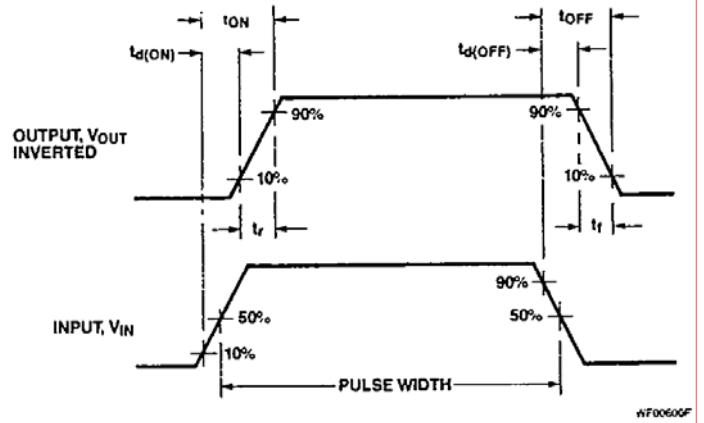 tON
tOFF
td(ON)
td(OFF)
OUTPUT, VOUT
INVERTED
90%
90%
10%
10%
tr
tf
INPUT, VIN
90%
50%
50%
10%
PULSE WIDTH
WF00600F